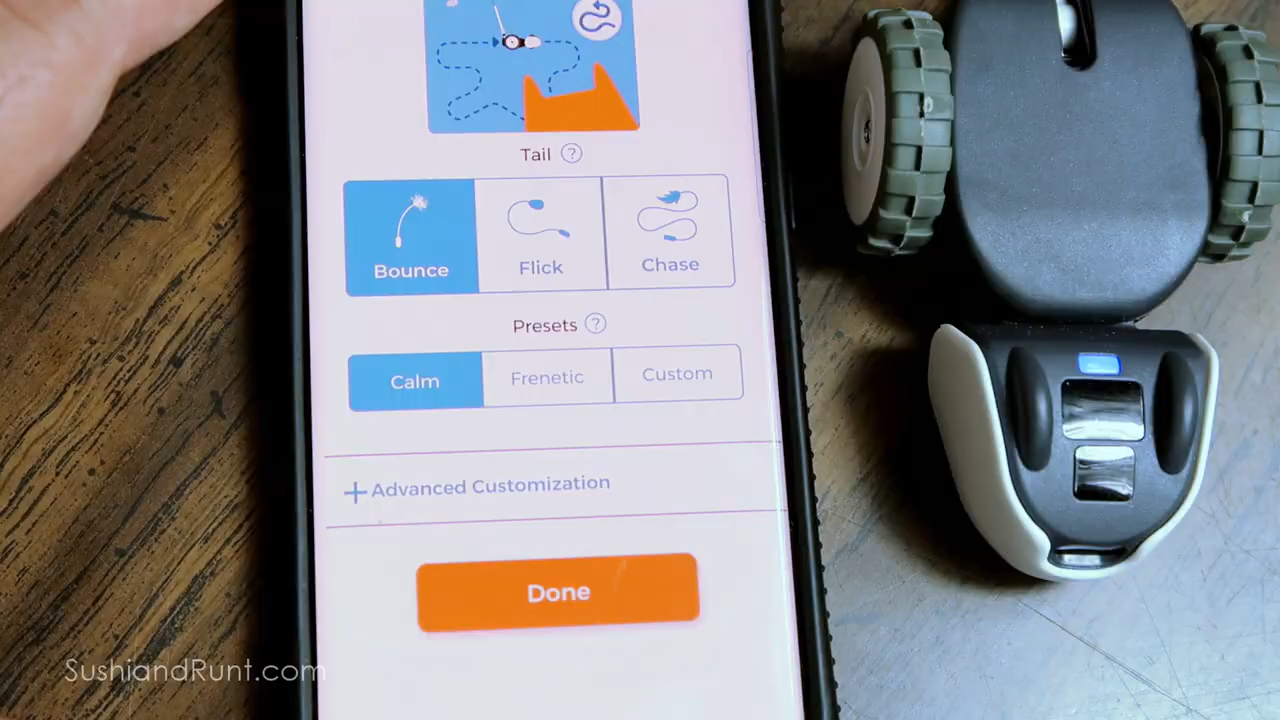 Tail ?
Bounce
Flick
Chase
Presets ?
Calm
Frenetic
Custom
+ Advanced Customization
Done
SushiandRunt.com